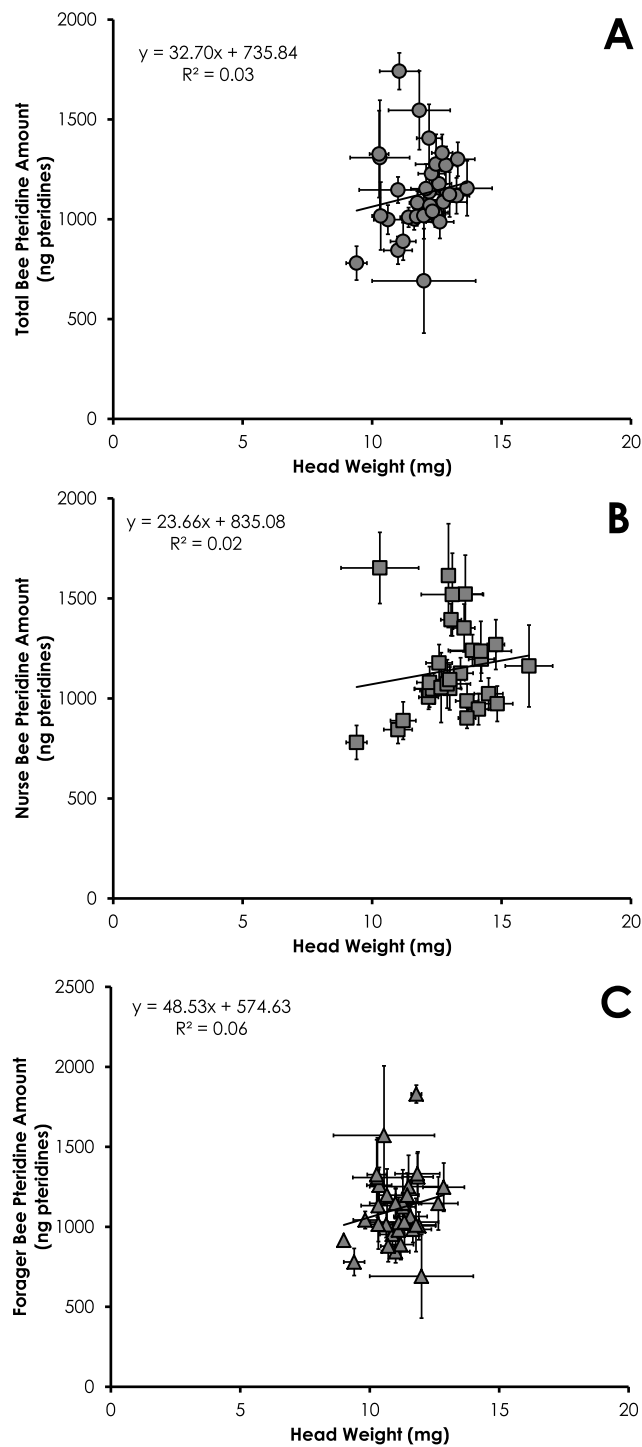 A
y = 32.70x + 735.84
R² = 0.03
Total Bee Pteridine Amount
(ng pteridines)
2000
1500
1000
500
0
0 5 10 15 20
Head Weight (mg)
B
y = 23.66x + 835.08
R² = 0.02
Nurse Bee Pteridine Amount
(ng pteridines)
2000
1500
1000
500
0
0 5 10 15 20
Head Weight (mg)
C
y = 48.53x + 574.63
R² = 0.06
Forager Bee Pteridine Amount
(ng pteridines)
2500
2000
1500
1000
500
0
0 5 10 15 20
Head Weight (mg)